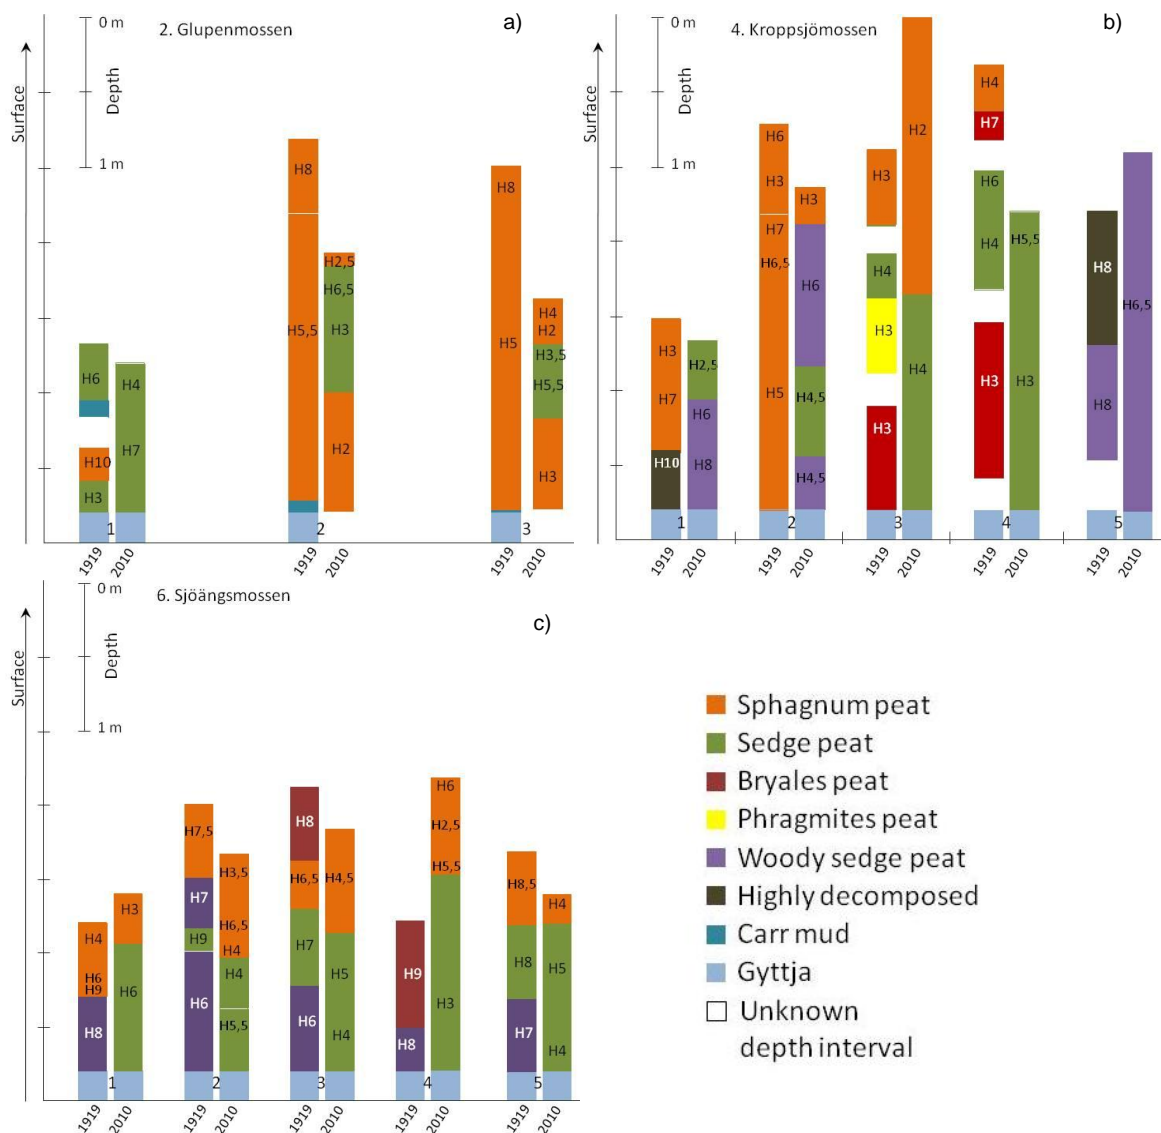 2. Glupenmossen
a)
0 m
1 m
Depth
Surface
H6
H10
H3
H4
H7
H8
H5,5
H2,5
H6,5
H3
H2
H8
H5
H4
H2
H3,5
H5,5
H3
1
2
3
1919
2010
1919
2010
1919
2010
4. Kroppsjömossen
b)
0 m
1 m
Depth
Surface
H3
H7
H10
H2,5
H6
H8
H6
H3
H7
H6,5
H5
H3
H6
H4,5
H4,5
H3
H4
H3
H3
H2
H4
H4
H7
H6
H4
H3
H5,5
H3
H8
H8
H6,5
1
2
3
4
5
1919
2010
1919
2010
1919
2010
1919
2010
1919
2010
6. Sjöängsmossen
c)
0 m
1 m
Depth
Surface
H4
H6
H9
H8
H3
H6
H7,5
H7
H9
H6
H3,5
H6,5
H4
H4
H5,5
H8
H6,5
H7
H6
H4,5
H5
H4
H9
H8
H6
H2,5
H5,5
H3
H8,5
H8
H7
H4
H5
H4
1
2
3
4
5
1919
2010
1919
2010
1919
2010
1919
2010
1919
2010
Sphagnum peat
Sedge peat
Bryales peat
Phragmites peat
Woody sedge peat
Highly decomposed
Carr mud
Gyttja
Unknown
depth interval